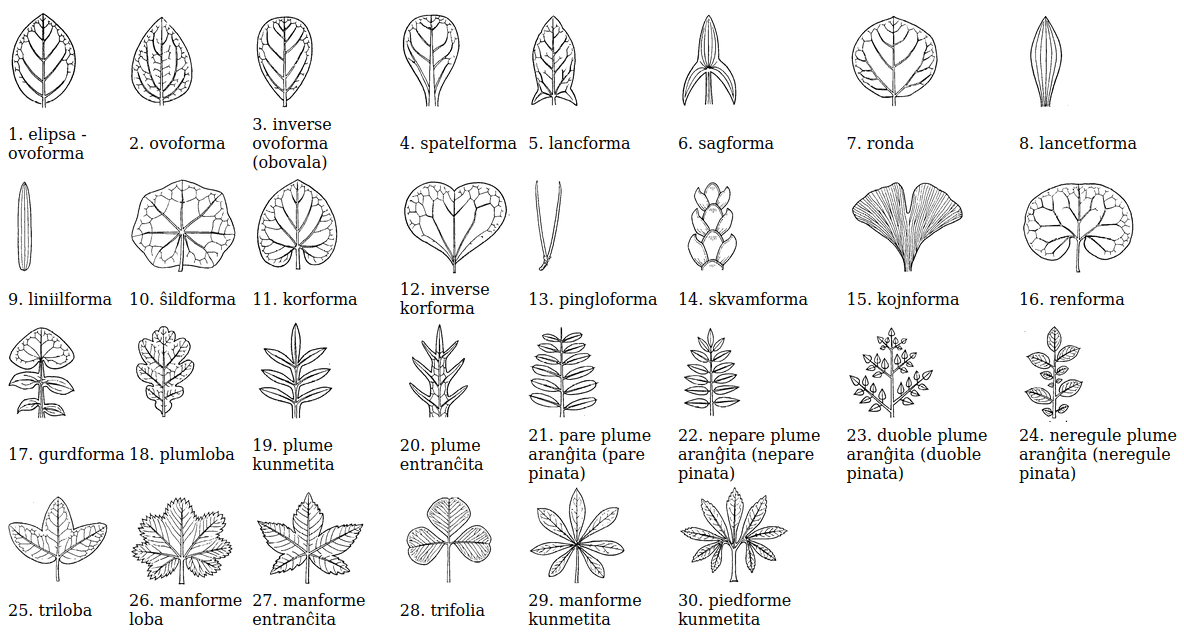 1. elipsa -
ovoforma
2. ovoforma
3. inverse
ovoforma
(obovala)
4. spatelforma
5. lancforma
6. sagforma
7. ronda
8. lancetforma
9. liniilforma
10. ŝildforma
11. korforma
12. inverse
korforma
13. pingloforma
14. skvamforma
15. kojnforma
16. renforma
17. gurdforma
18. plumloba
19. plume
kunmetita
20. plume
entranĉita
21. pare plume
aranĝita (pare
pinata)
22. nepare plume
aranĝita (nepare
pinata)
23. duoble plume
aranĝita (duoble
pinata)
24. neregule plume
aranĝita (neregule
pinata)
25. triloba
26. manforme
loba
27. manforme
entranĉita
28. trifolia
29. manforme
kunmetita
30. piedforme
kunmetita